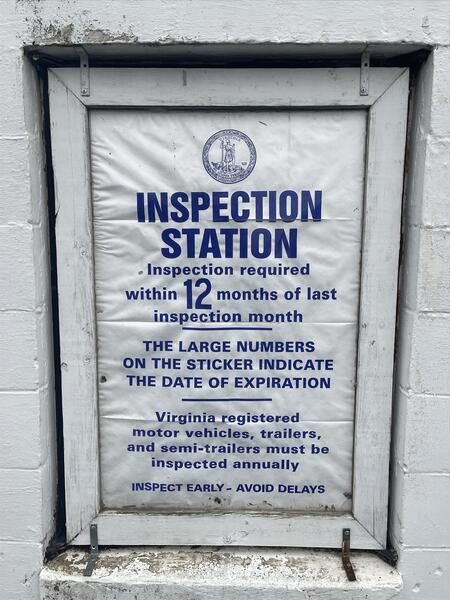 INSPECTION
STATION
Inspection required
within 12 months of last
inspection month
THE LARGE NUMBERS
ON THE STICKER INDICATE
THE DATE OF EXPIRATION
Virginia registered
motor vehicles, trailers,
and semi-trailers must be
inspected annually
INSPECT EARLY – AVOID DELAYS